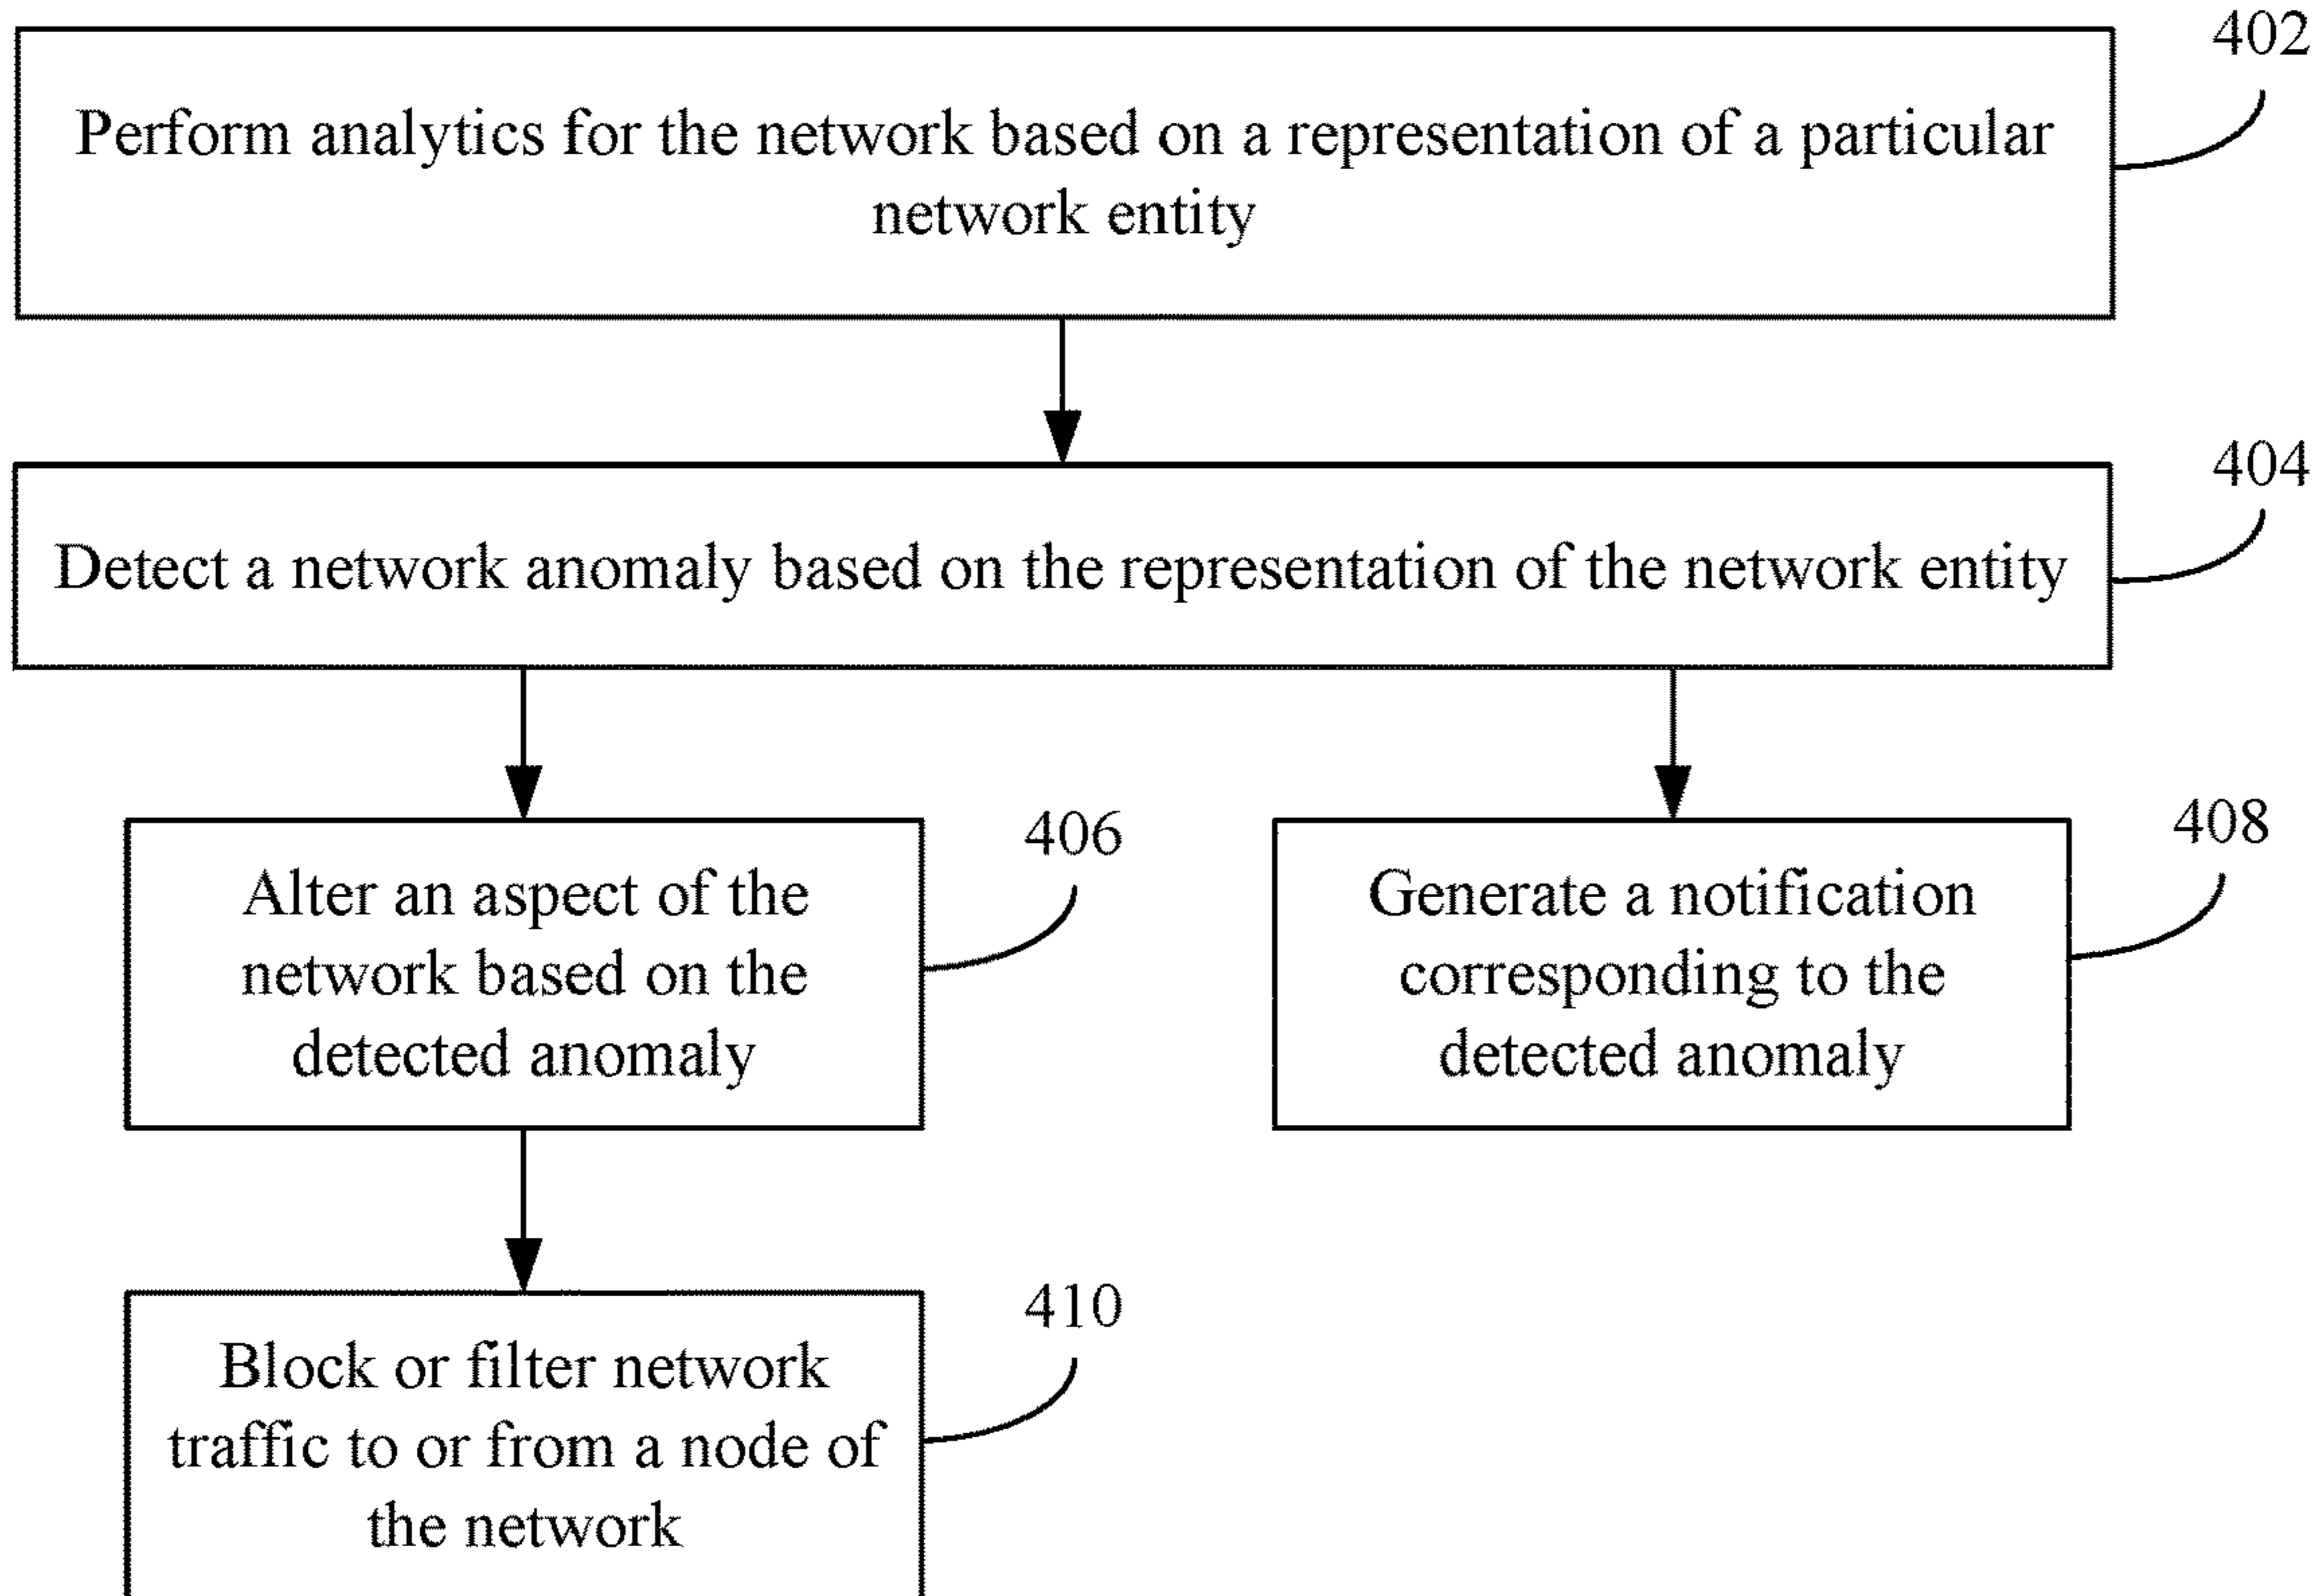 402
Perform analytics for the network based on a representation of a particular
network entity
404
Detect a network anomaly based on the representation of the network entity
406
Alter an aspect of the
network based on the
detected anomaly
408
Generate a notification
corresponding to the
detected anomaly
410
Block or filter network
traffic to or from a node of
the network